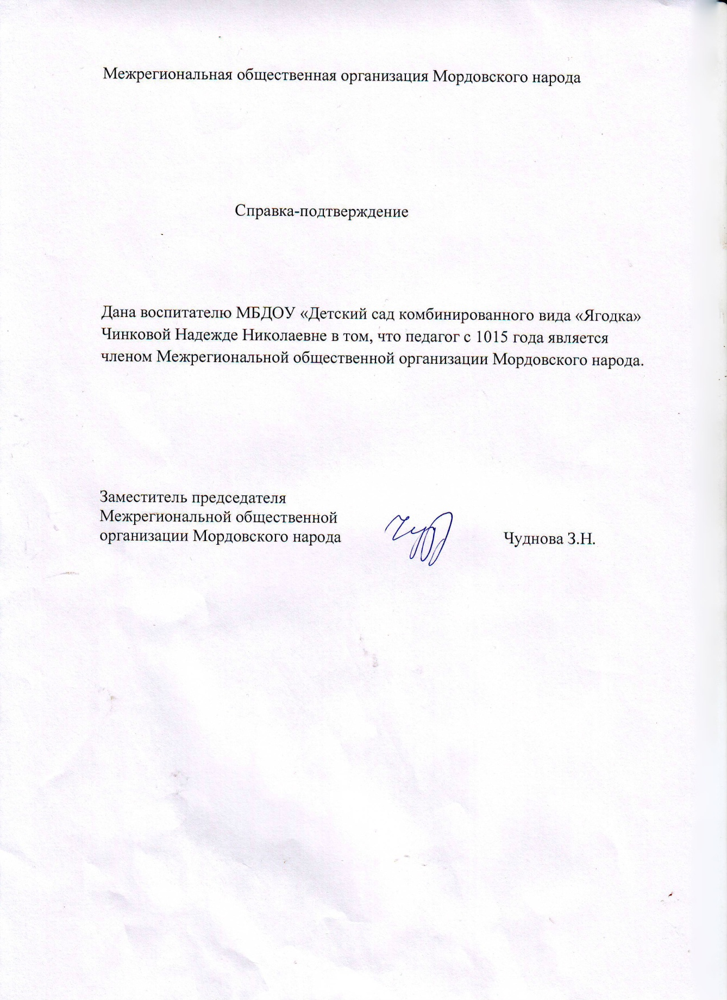 Межрегиональная общественная организация Мордовского народа
Справка-подтверждение
Дана воспитателю МБДОУ «Детский сад комбинированного вида «Ягодка»
Чинковой Надежде Николаевне в том, что педагог с 1015 года является
членом Межрегиональной общественной организации Мордовского народа.
Заместитель председателя
Межрегиональной общественной
организации Мордовского народа
Чуднова З.Н.